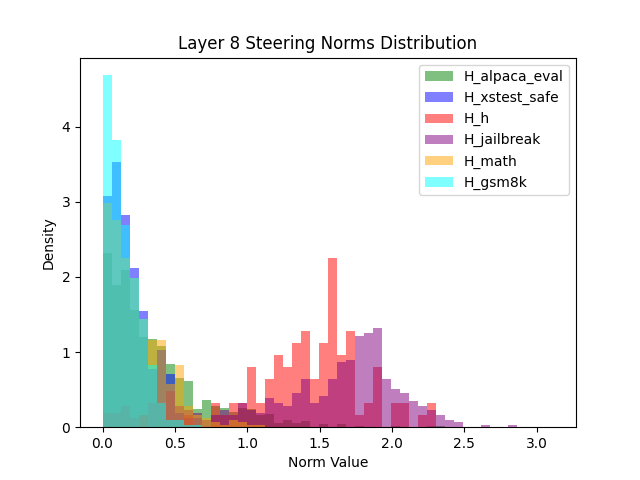 Layer 8 Steering Norms Distribution
H_alpaca_eval
H_xstest_safe
H_h
H_jailbreak
H_math
H_gsm8k
Density
4
3
2
1
0
0.0 0.5 1.0 1.5 2.0 2.5 3.0
Norm Value